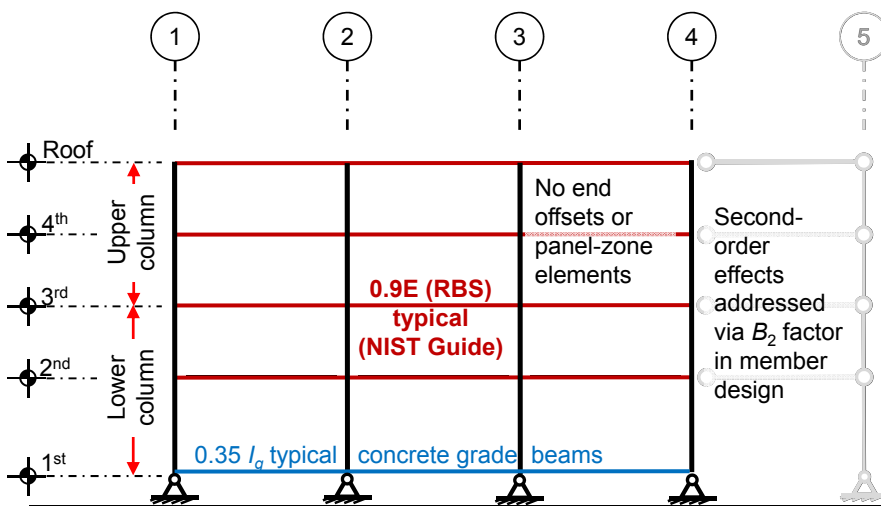 1
2
3
4
5
Roof
4th
3rd
2nd
1st
Upper
column
Lower
column
No end
offsets or
panel-zone
elements
0.9E (RBS)
typical
(NIST Guide)
Second-
order
effects
addressed
via B2 factor
in member
design
0.35 Ig typical concrete grade beams